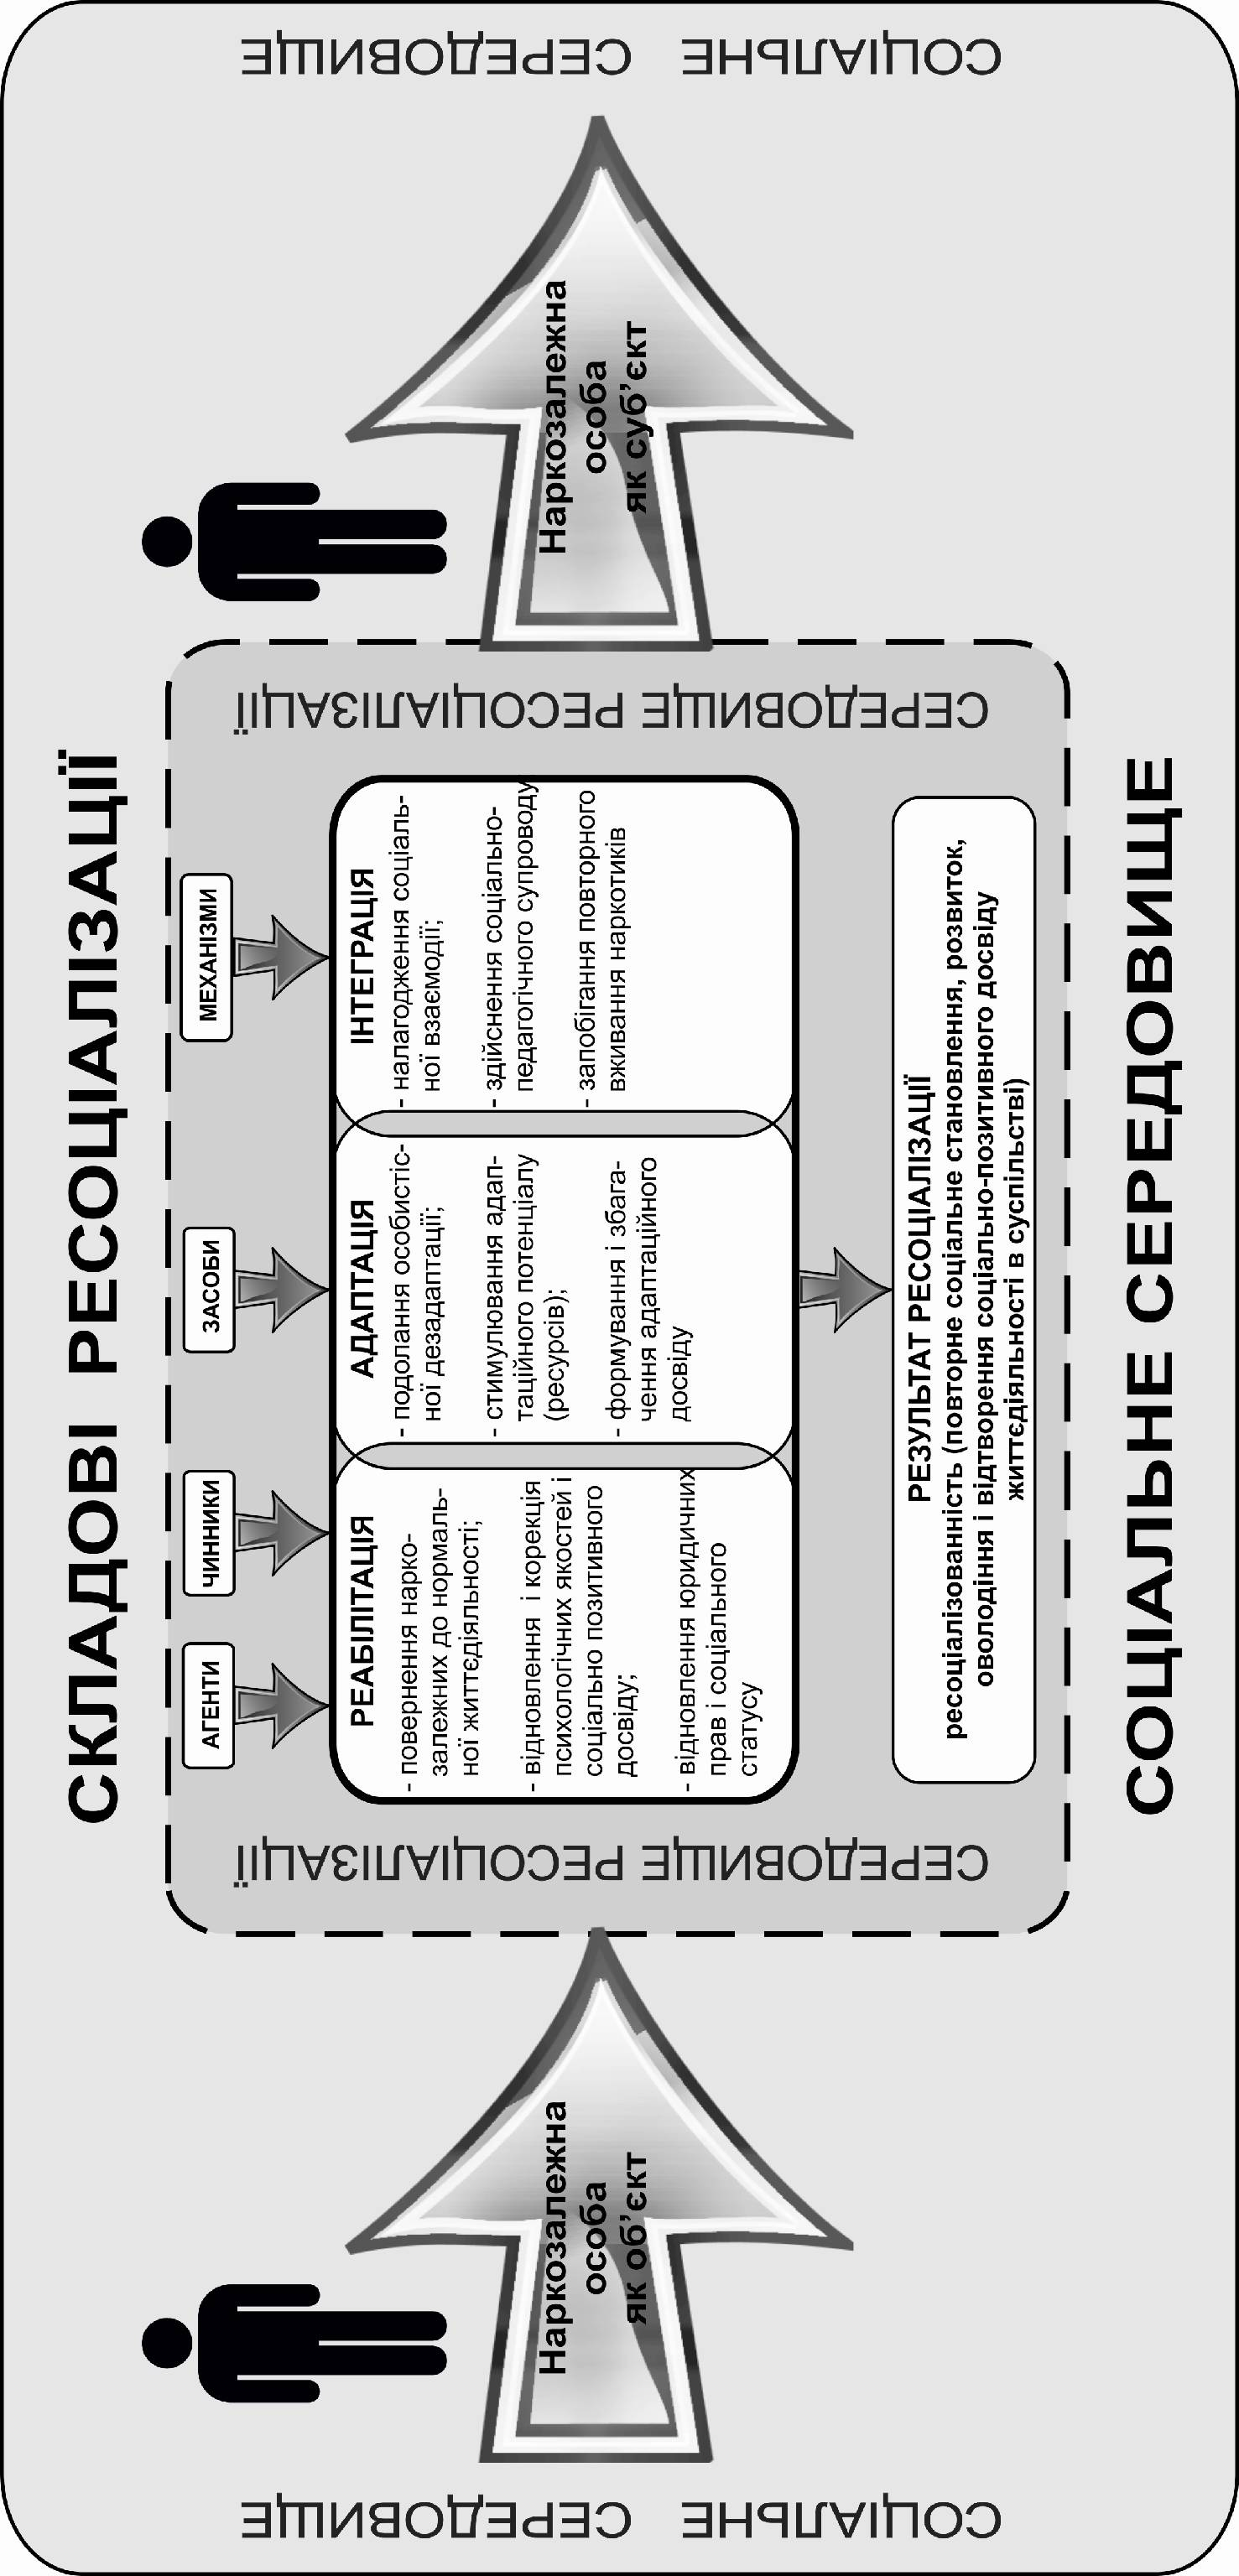 СКЛАДОВІ РЕСОЦІАЛІЗАЦІЇ
СОЦІАЛЬНЕ СЕРЕДОВИЩЕ
Наркозалежна
особа
як об’єкт
СЕРЕДОВИЩЕ РЕСОЦІАЛІЗАЦІЇ
АГЕНТИ
ЧИННИКИ
ЗАСОБИ
МЕХАНІЗМИ
РЕАБІЛІТАЦІЯ
- повернення нарко-
залежних до нормаль-
ної життєдіяльності;
- відновлення і корекція
психологічних якостей і
соціально позитивного
досвіду;
- відновлення юридичних
прав і соціального
статусу
АДАПТАЦІЯ
- подолання особистіс-
ної дезадаптації;
- стимулювання адап-
таційного потенціалу
(ресурсів);
- формування і збага-
чення адаптаційного
досвіду
ІНТЕГРАЦІЯ
- налагодження соціаль-
ної взаємодії;
- здійснення соціально-
педагогічного супроводу
- запобігання повторного
вживання наркотиків
РЕЗУЛЬТАТ РЕСОЦІАЛІЗАЦІЇ
ресоціалізованність (повторне соціальне становлення, розвиток,
оволодіння і відтворення соціально-позитивного досвіду
життєдіяльності в суспільстві)
СЕРЕДОВИЩЕ РЕСОЦІАЛІЗАЦІЇ
Наркозалежна
особа
як суб’єкт
СОЦІАЛЬНЕ СЕРЕДОВИЩЕ
СОЦІАЛЬНЕ СЕРЕДОВИЩЕ